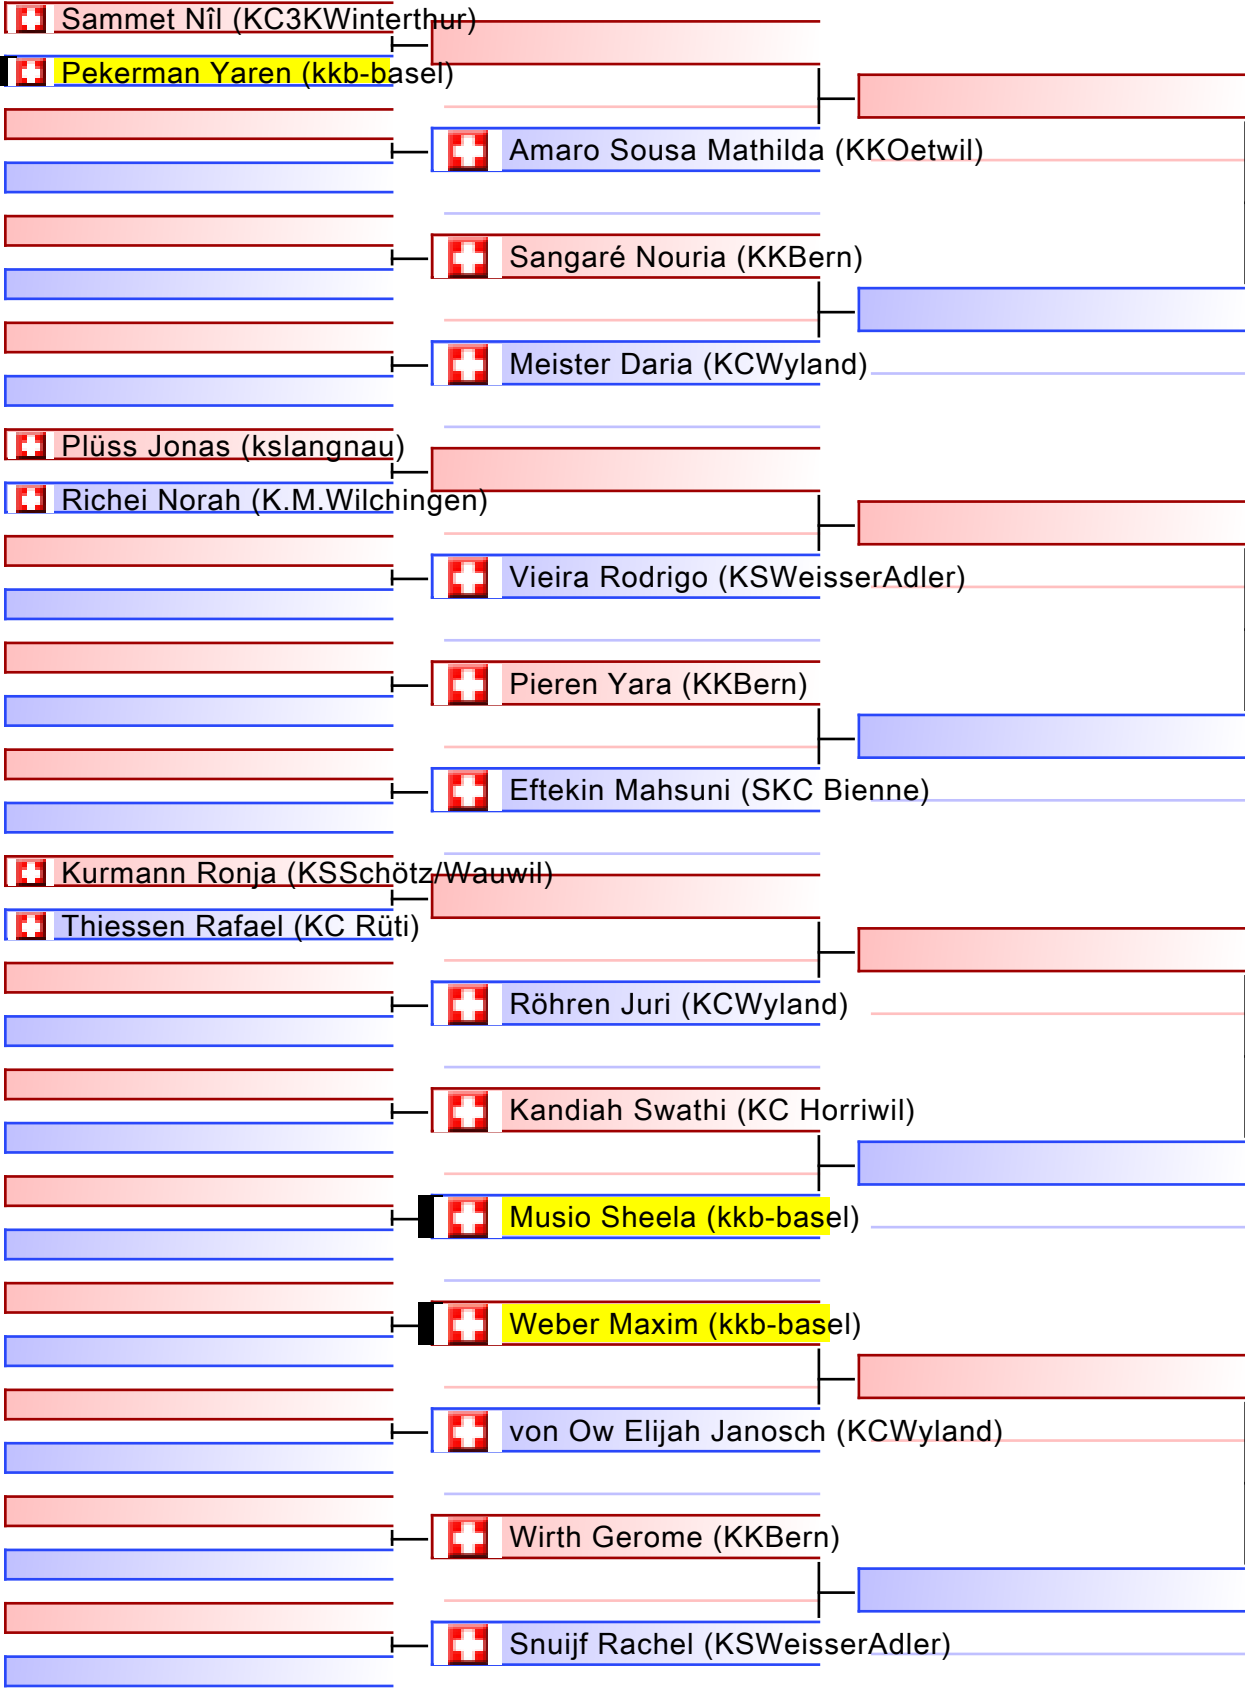 Sammet Nîl (KC3KWinterthur)
Pekerman Yaren (kkb-basel)
Amaro Sousa Mathilda (KKOetwil)
Sangaré Nouria (KKBern)
Meister Daria (KCWyland)
Plüss Jonas (kslangnau)
Richei Norah (K.M.Wilchingen)
Vieira Rodrigo (KSWeisserAdler)
Pieren Yara (KKBern)
Eftekin Mahsuni (SKC Bienne)
Kurmann Ronja (KSSchötz/Wauwil)
Thiessen Rafael (KC Rüti)
Röhren Juri (KCWyland)
Kandiah Swathi (KC Horriwil)
Musio Sheela (kkb-basel)
Weber Maxim (kkb-basel)
von Ow Elijah Janosch (KCWyland)
Wirth Gerome (KKBern)
Snuijf Rachel (KSWeisserAdler)